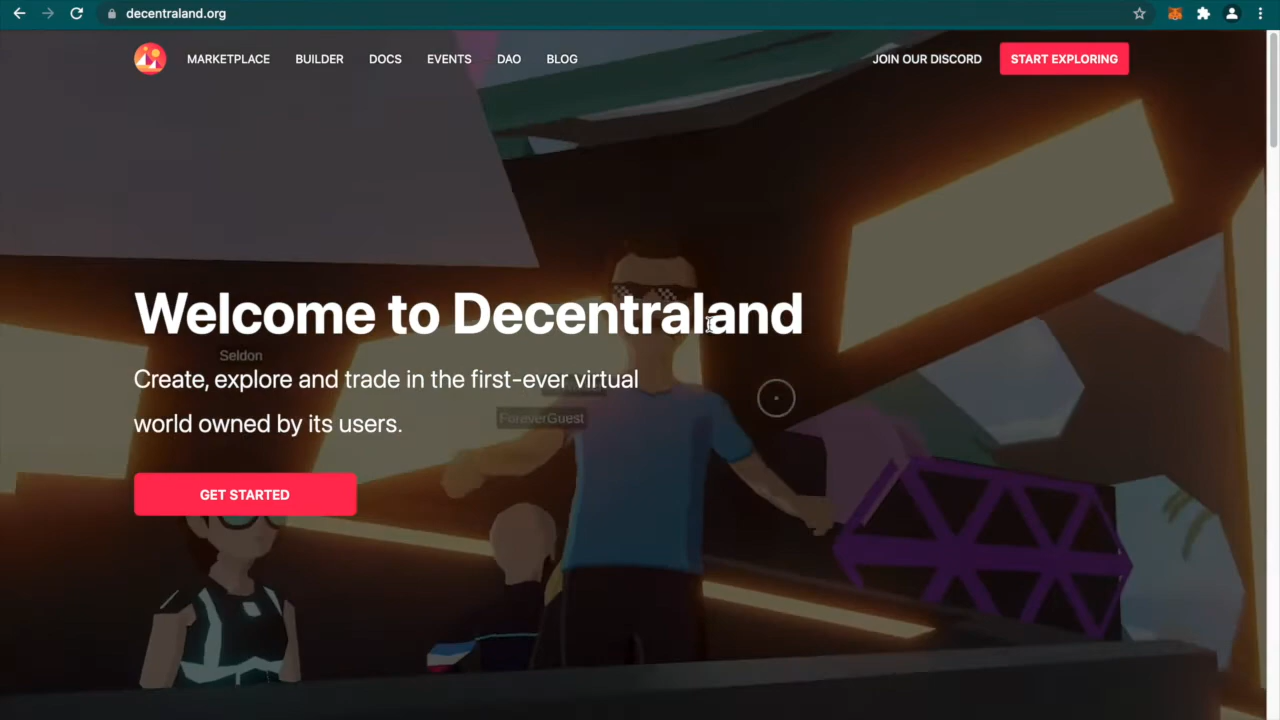 decentraland.org
MARKETPLACE BUILDER DOCS EVENTS DAO BLOG JOIN OUR DISCORD START EXPLORING
Welcome to Decentraland
Seldon
Create, explore and trade in the first-ever virtual
ForeverGuest
world owned by its users.
GET STARTED